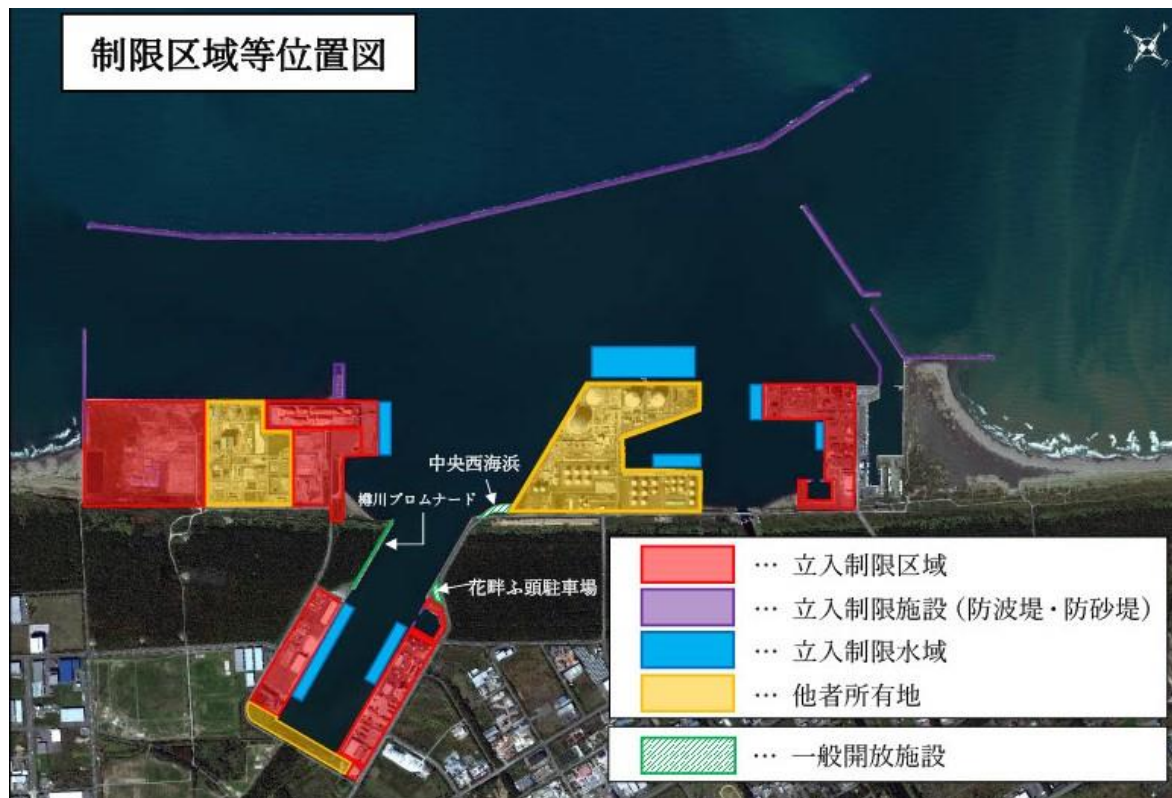 制限区域等位置図
中央西海浜
樽川プロムナード
花畔ふ頭駐車場
… 立入制限区域
… 立入制限施設(防波堤・防砂堤)
… 立入制限水域
… 他者所有地
… 一般開放施設